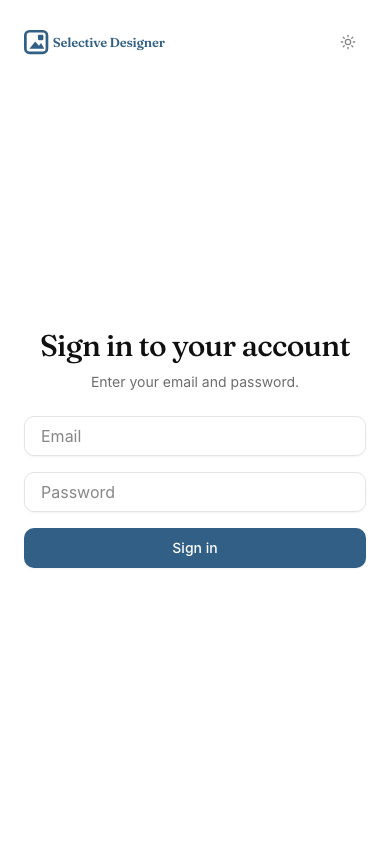 Selective Designer
Sign in to your account
Enter your email and password.
Email
Password
Sign in